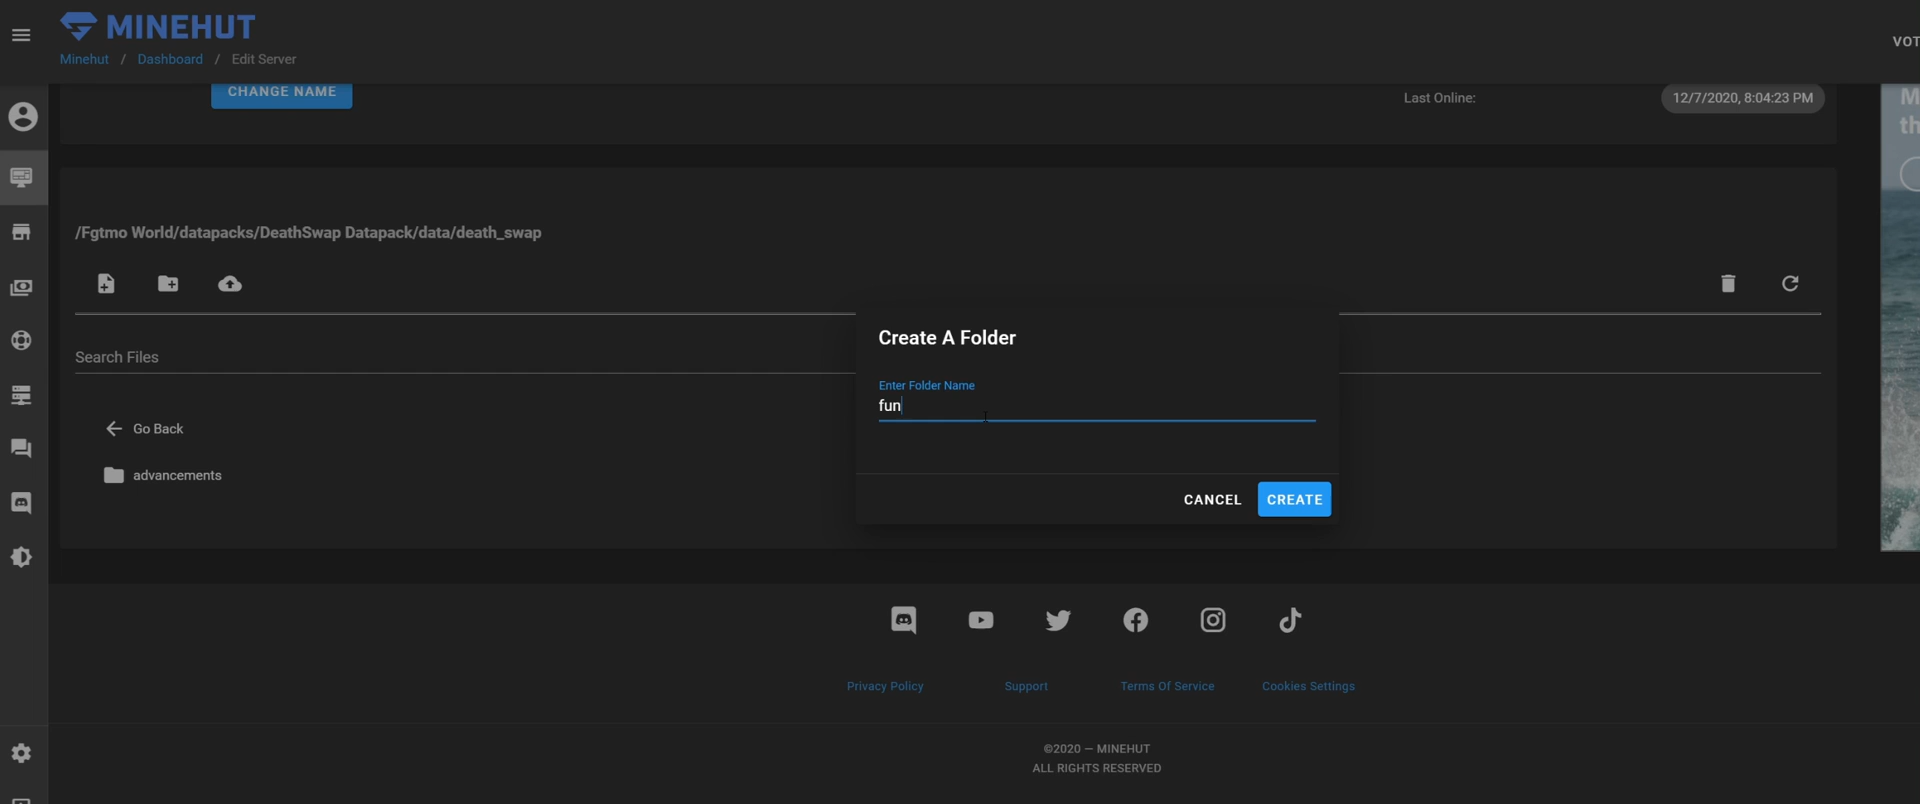 MINEHUT
VOT
Minehut / Dashboard / Edit Server
CHANGE NAME
Last Online:
12/7/2020, 8:04:23 PM
M
th
/Fgtmo World/datapacks/DeathSwap Datapack/data/death_swap
Search Files
Go Back
advancements
Create A Folder
Enter Folder Name
fun
CANCEL
CREATE
Privacy Policy
Support
Terms Of Service
Cookies Settings
©2020 — MINEHUT
ALL RIGHTS RESERVED